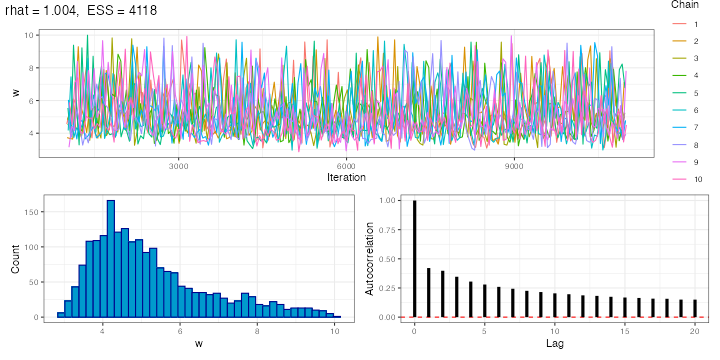 rhat = 1.004, ESS = 4118
Chain
1
2
3
4
5
6
7
8
9
10
w
10
8
6
4
3000 6000 9000
Iteration
Count
150
100
50
0
4 6 8 10
w
Autocorrelation
1.00
0.75
0.50
0.25
0.00
0 5 10 15 20
Lag